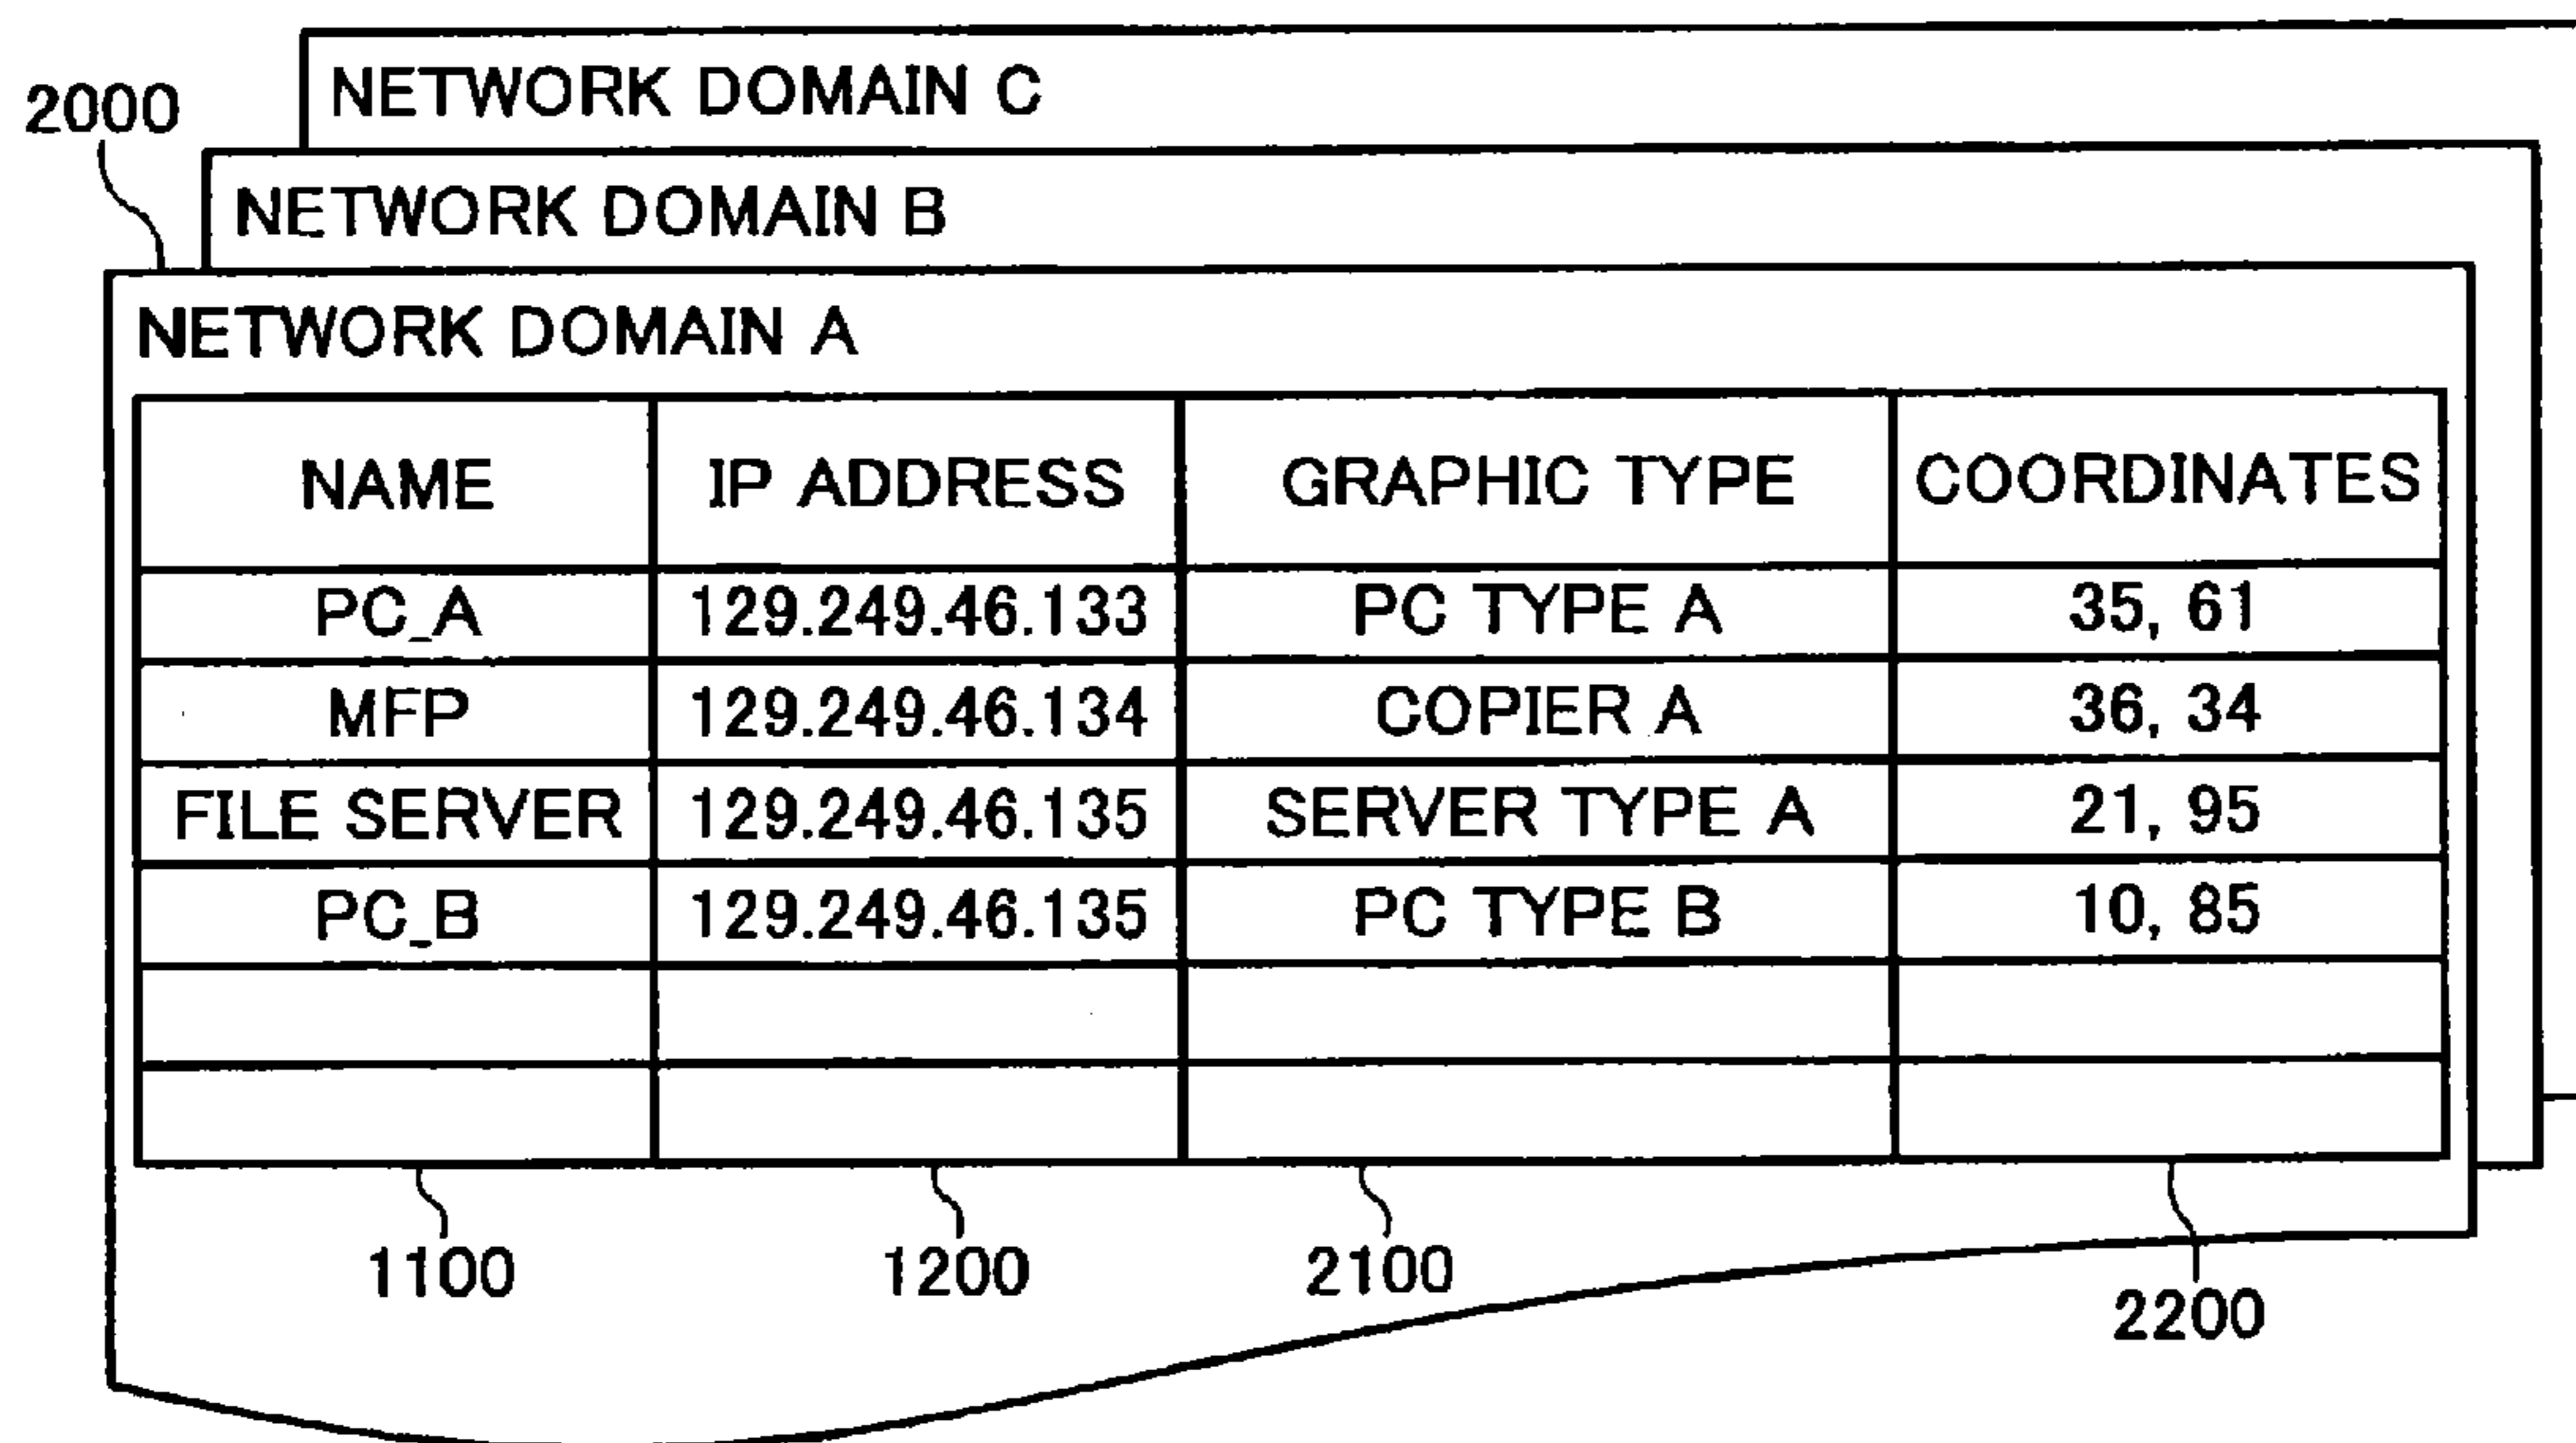 NETWORK DOMAIN C
2000
NETWORK DOMAIN B
NETWORK DOMAIN A
NAME IP ADDRESS GRAPHIC TYPE COORDINATES
PC_A 129.249.46.133 PC TYPE A 35, 61
MFP 129.249.46.134 COPIER A 36, 34
FILE SERVER 129.249.46.135 SERVER TYPE A 21, 95
PC_B 129.249.46.135 PC TYPE B 10, 85
1100 1200 2100 2200